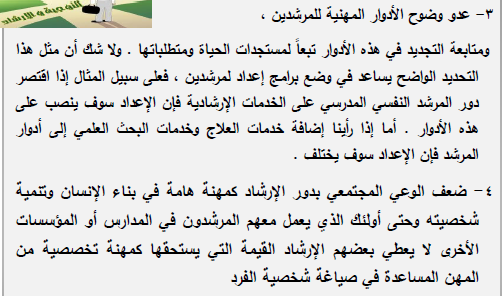 التوجية و الإرشاد
٣- عدو وضوح الأدوار المهنية للمرشدين ،
ومتابعة التجديد في هذه الأدوار تبعاً لمستجدات الحياة ومتطلباتها . ولا شك أن مثل هذا
التحديد الواضح يساعد في وضع برامج إعداد لمرشدين ، فعلى سبيل المثال إذا اقتصر
دور المرشد النفسي المدرسي على الخدمات الإرشادية فإن الإعداد سوف ينصب على
هذه الأدوار . أما إذا رأينا إضافة خدمات العلاج وخدمات البحث العلمي إلى أدوار
المرشد فإن الإعداد سوف يختلف .
٤- ضعف الوعي المجتمعي بدور الإرشاد كمهنة هامة في بناء الإنسان وتنمية
شخصيته وحتى أولئك الذي يعمل معهم المرشدون في المدارس أو المؤسسات
الأخرى لا يعطي بعضهم الإرشاد القيمة التي يستحقها كمهنة تخصصية من
المهن المساعدة في صياغة شخصية الفرد